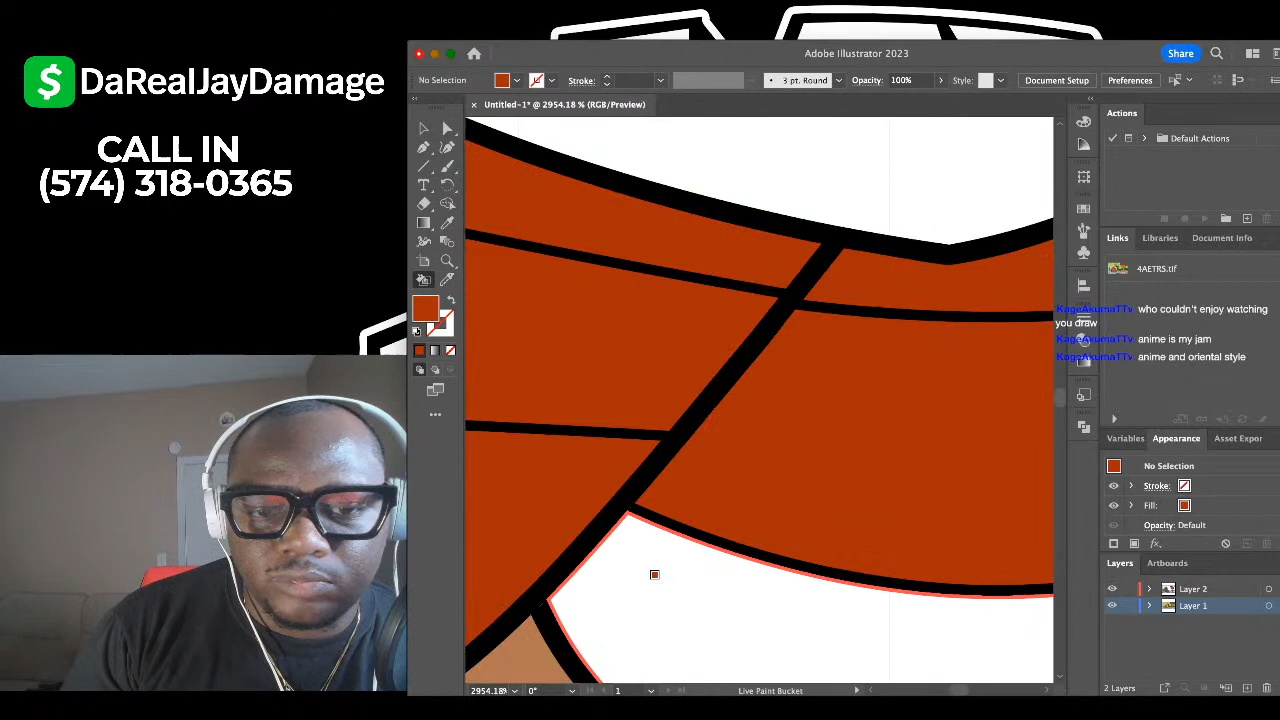 $ DaRealJayDamage
CALL IN
(574) 318-0365
Adobe Illustrator 2023
Share
No Selection
Stroke:
3 pt. Round
Opacity: 100%
Style:
Document Setup
Preferences
Untitled-1* @ 2954.18 % (RGB/Preview)
Actions
Default Actions
Links
Libraries
Document Info
4AETRS.tif
KageAkumaTTv who couldn't enjoy watching
you draw
KageAkumaTTv anime is my jam
KageAkumaTTv anime and oriental style
Variables
Appearance
Asset Expor
No Selection
Stroke:
Fill:
Opacity: Default
fx
Layers
Artboards
Layer 2
Layer 1
2954.18%
0°
1
Live Paint Bucket
2 Layers